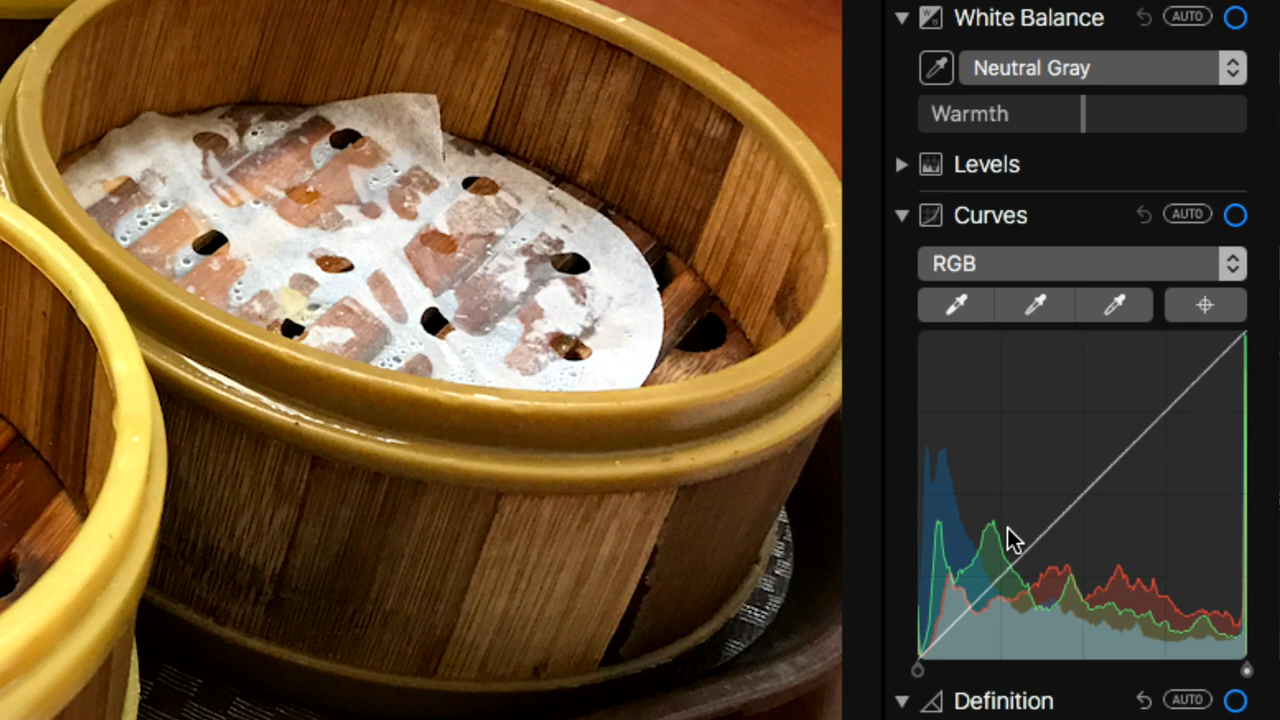 White Balance AUTO
Neutral Gray
Warmth
Levels
Curves AUTO
RGB
Definition AUTO